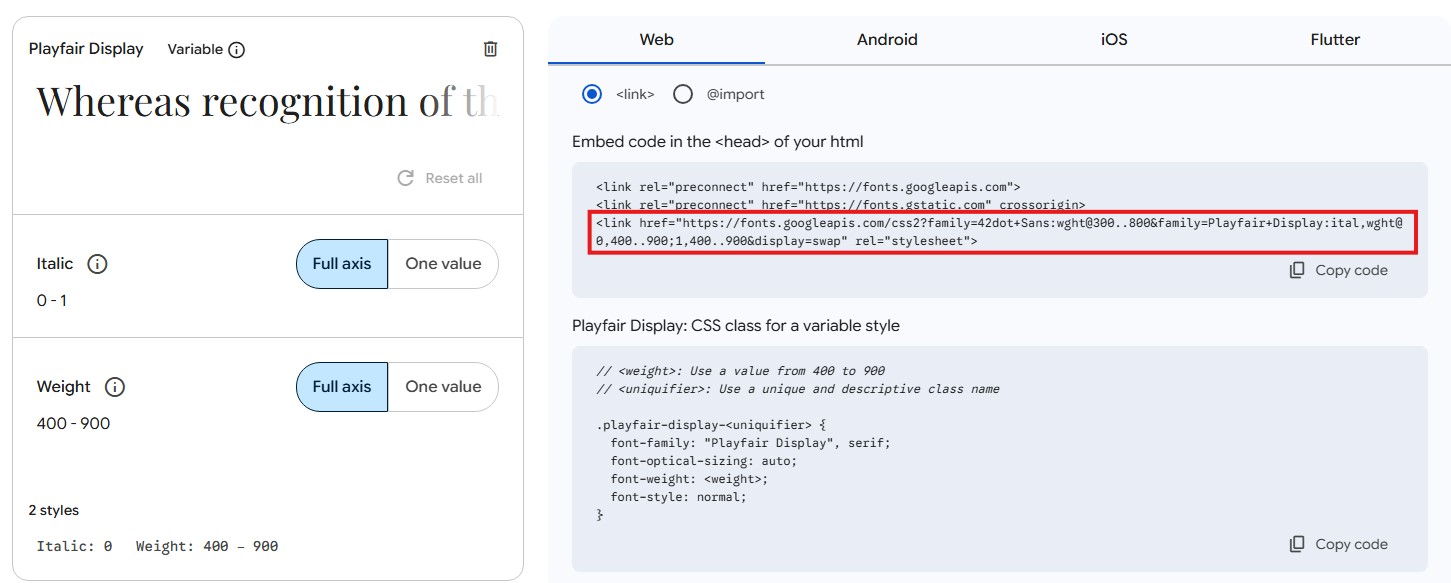 Playfair Display Variable
Whereas recognition of th
Reset all
Italic
Full axis One value
0 - 1
Weight
Full axis One value
400 - 900
2 styles
Italic: 0 Weight: 400 – 900
Web Android iOS Flutter
<link> @import
Embed code in the <head> of your html
<link rel="preconnect" href="https://fonts.googleapis.com">
<link rel="preconnect" href="https://fonts.gstatic.com" crossorigin>
<link href="https://fonts.googleapis.com/css2?family=42dot+Sans:wght@300..800&family=Playfair+Display:ital,wght@
0,400..900;1,400..900&display=swap" rel="stylesheet">
Copy code
Playfair Display: CSS class for a variable style
// <weight>: Use a value from 400 to 900
// <uniquifier>: Use a unique and descriptive class name
.playfair-display-<uniquifier> {
font-family: "Playfair Display", serif;
font-optical-sizing: auto;
font-weight: <weight>;
font-style: normal;
}
Copy code